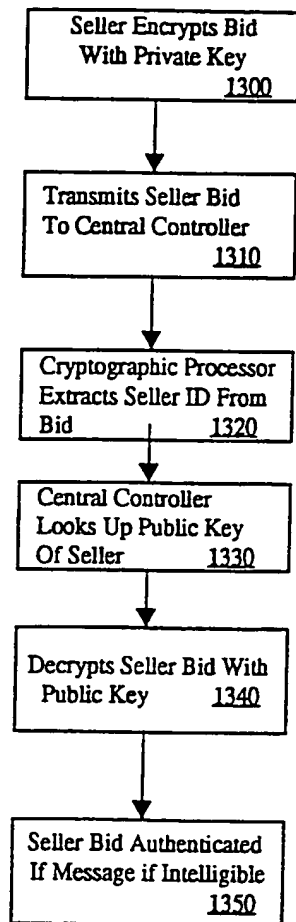 Seller Encrypts Bid
With Private Key
1300
Transmits Seller Bid
To Central Controller
1310
Cryptographic Processor
Extracts Seller ID From
Bid 1320
Central Controller
Looks Up Public Key
Of Seller 1330
Decrypts Seller Bid With
Public Key 1340
Seller Bid Authenticated
If Message if Intelligible
1350